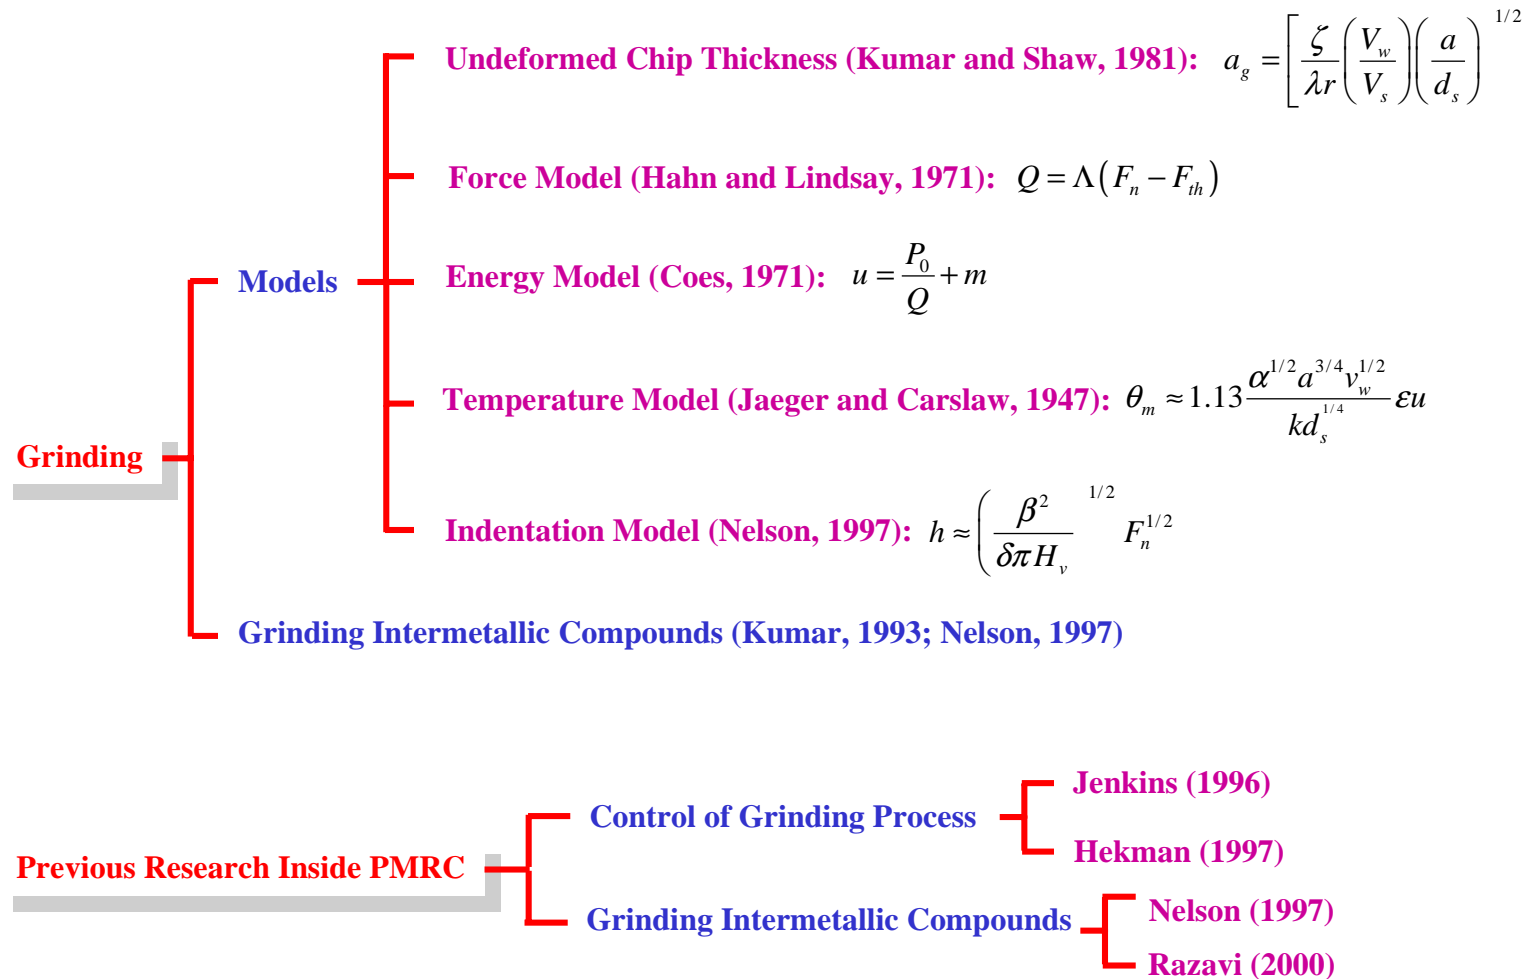 Undeformed Chip Thickness (Kumar and Shaw, 1981): a_g = [ ζ/(λr) (V_w/V_s) (a/d_s) ^{1/2}
Force Model (Hahn and Lindsay, 1971): Q = Λ(F_n − F_th)
Models
Energy Model (Coes, 1971): u = P_0/Q + m
Temperature Model (Jaeger and Carslaw, 1947): θ_m ≈ 1.13 (α^{1/2} a^{3/4} v_w^{1/2})/(k d_s^{1/4}) εu
Grinding
Indentation Model (Nelson, 1997): h ≈ ( β^2/(δπH_v) ^{1/2} F_n^{1/2}
Grinding Intermetallic Compounds (Kumar, 1993; Nelson, 1997)
Previous Research Inside PMRC
Control of Grinding Process
Jenkins (1996)
Hekman (1997)
Grinding Intermetallic Compounds
Nelson (1997)
Razavi (2000)